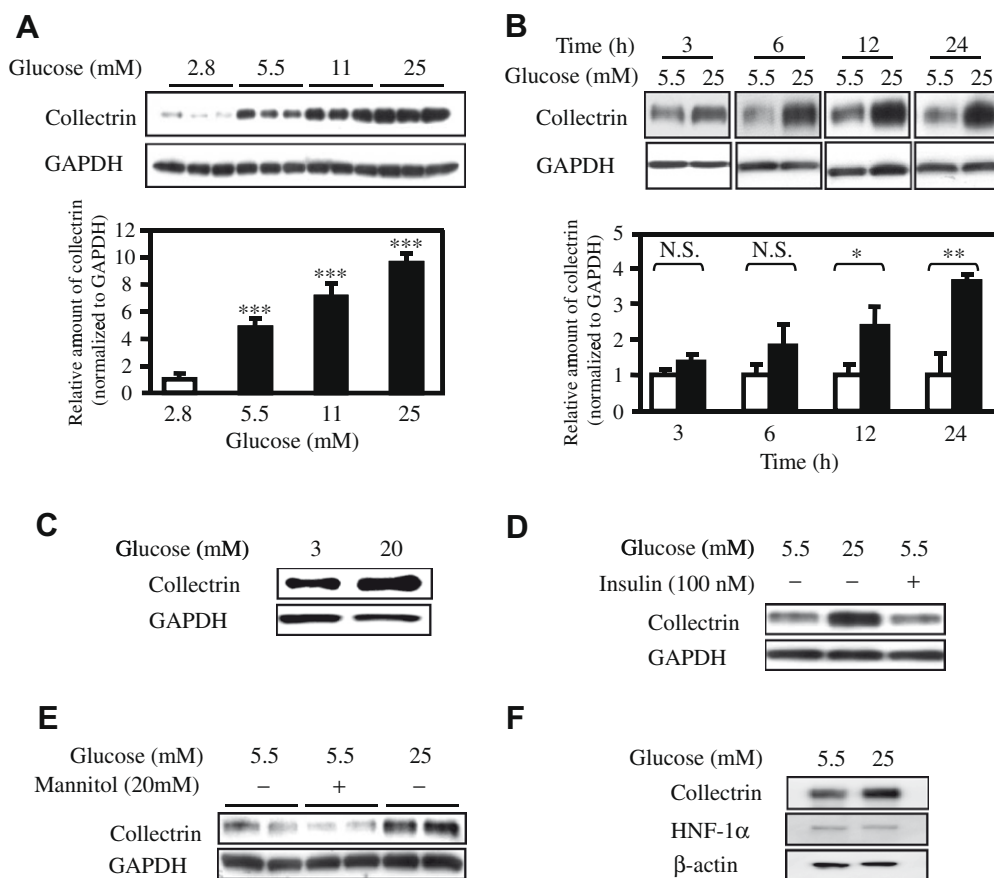 A
Glucose (mM) 2.8 5.5 11 25
Collectrin
GAPDH
Relative amount of collectrin
(normalized to GAPDH)
12
10
8
6
4
2
0
*** *** ***
2.8 5.5 11 25
Glucose (mM)
B
Time (h) 3 6 12 24
Glucose (mM) 5.5 25 5.5 25 5.5 25 5.5 25
Collectrin
GAPDH
Relative amount of collectrin
(normalized to GAPDH)
5
4
2
1
0
N.S. N.S. * **
3 6 12 24
Time (h)
C
Glucose (mM) 3 20
Collectrin
GAPDH
D
Glucose (mM) 5.5 25 5.5
Insulin (100 nM) – – +
Collectrin
GAPDH
E
Glucose (mM) 5.5 5.5 25
Mannitol (20mM) – + –
Collectrin
GAPDH
F
Glucose (mM) 5.5 25
Collectrin
HNF-1α
β-actin